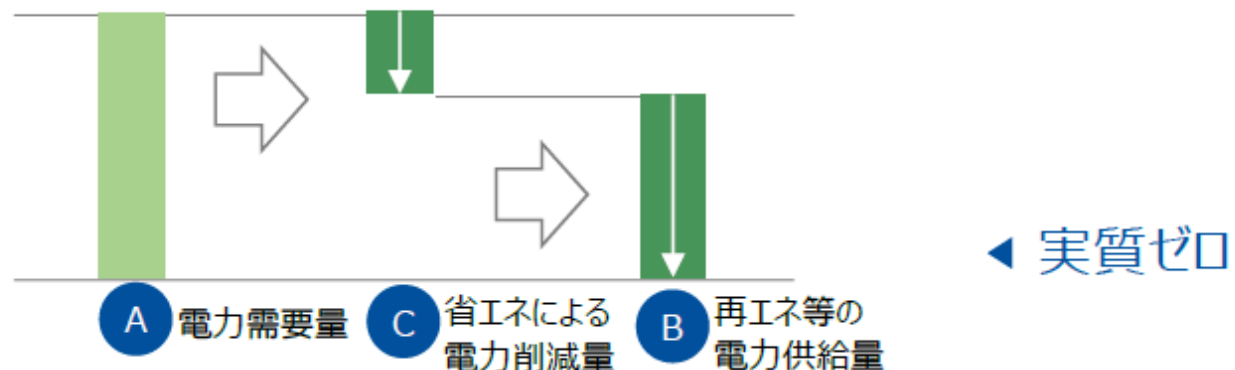 ◀ 実質ゼロ
A 電力需要量
C 省エネによる
電力削減量
B 再エネ等の
電力供給量